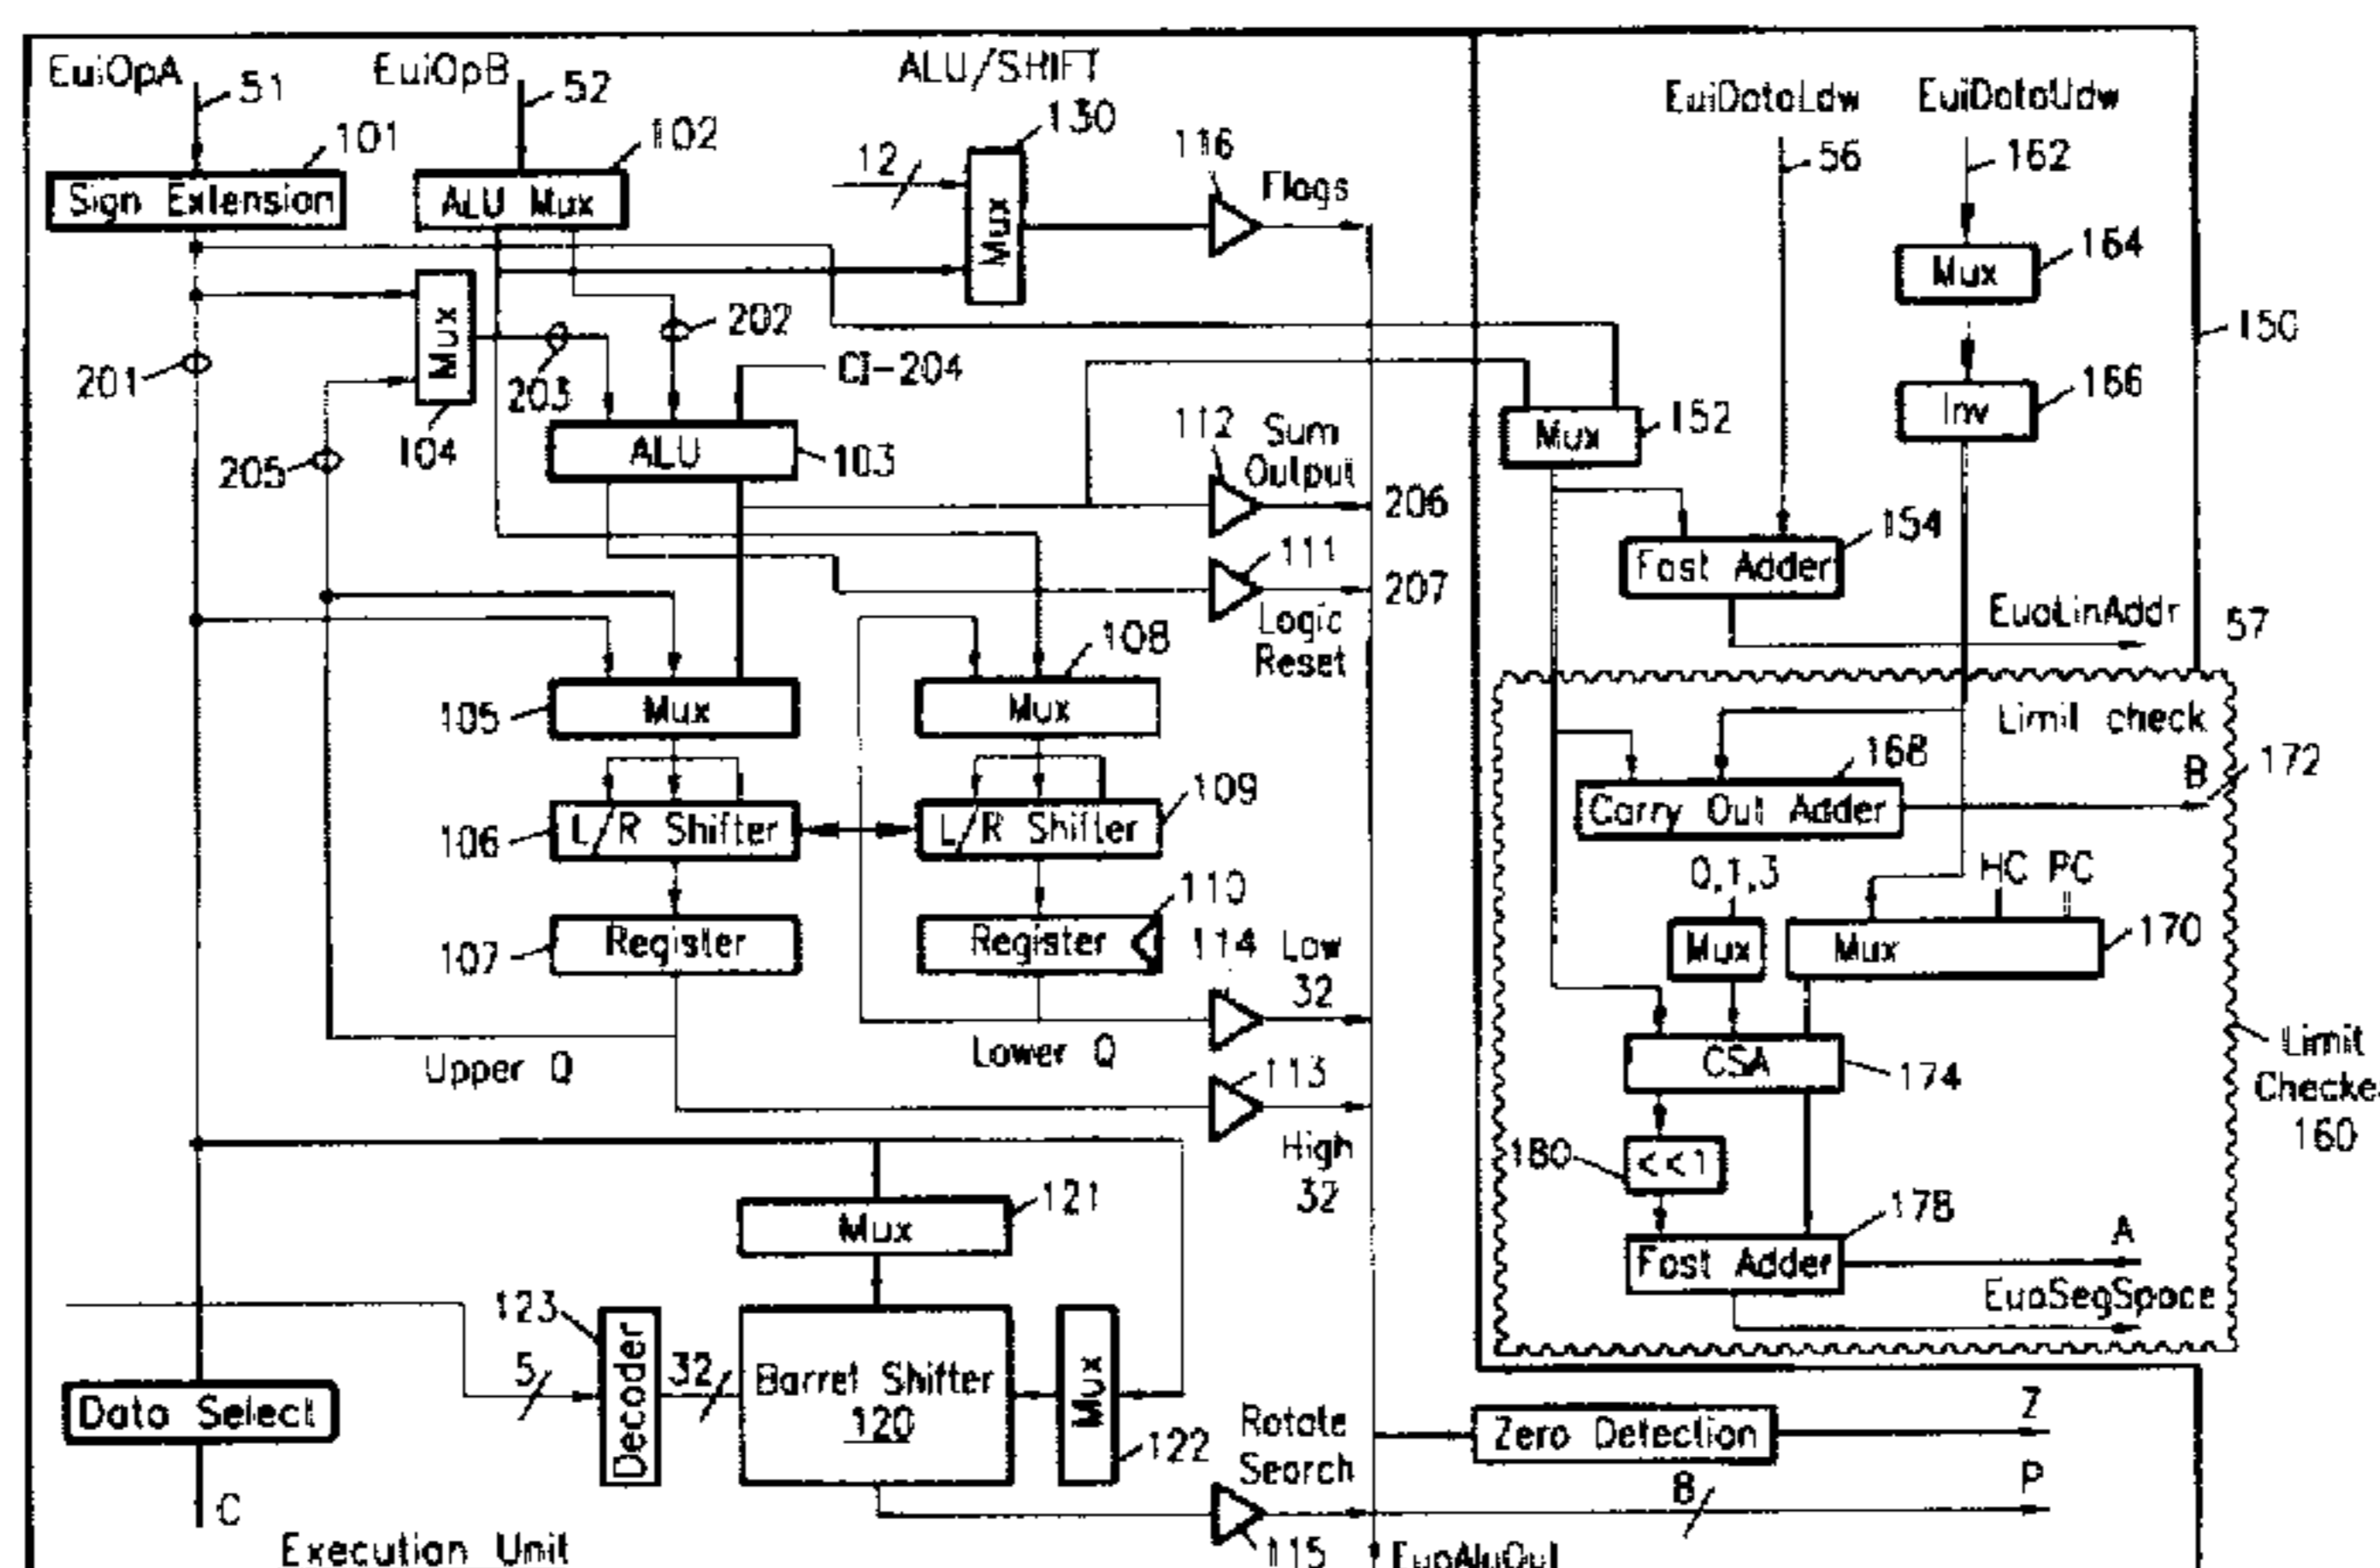 EuiOpA
51
EuiOpB
52
ALU/SHIFT
101
Sign Extension
102
ALU Mux
12
130
Mux
116
Flags
EuiDataLdw
56
EuiDataUdw
162
164
Mux
150
166
Inv
201
Mux
104
205
203
202
CI-204
ALU
103
112
Sum
Output
206
111
207
Logic
Reset
Mux
152
154
Fast Adder
EuoLinAddr
57
105
Mux
108
Mux
106
L/R Shifter
109
L/R Shifter
107
Register
110
Register
114
Low
32
Upper Q
Lower Q
113
High
32
Limit check
168
Carry Out Adder
B
172
0,1,3
HC
PC
Mux
Mux
170
CSA
174
Limit
Checke
160
180
<<1
178
Fast Adder
A
EuoSegSpace
121
Mux
123
5
Decoder
32
Barrel Shifter
120
Mux
122
Data Select
C
Rotate
Search
115
Zero Detection
Z
8
P
Execution Unit
EuoAluOut